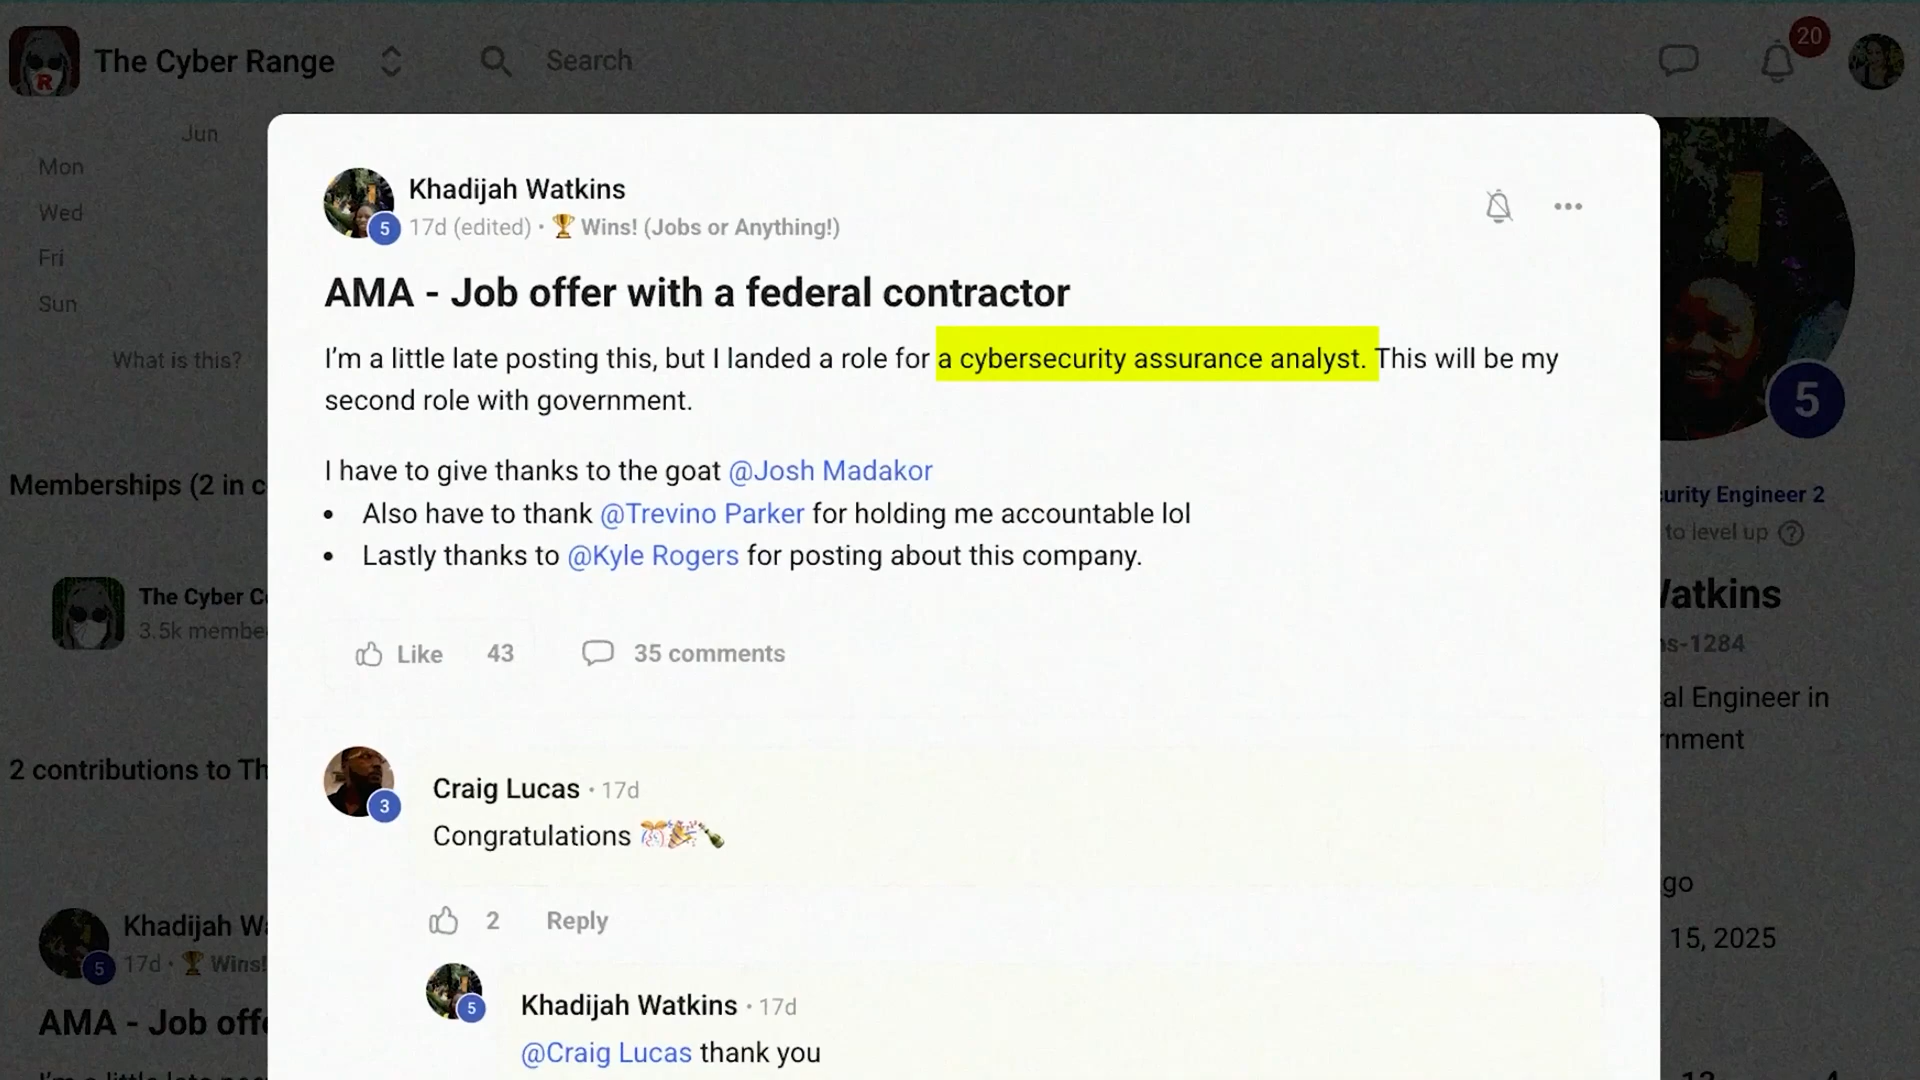 The Cyber Range
Search
20
Jun
Mon
Wed
Fri
Sun
What is this?
Memberships (2 in c
The Cyber C
3.5k membe
2 contributions to Th
Khadijah Wa
5 17d • Wins!
AMA - Job offe
Khadijah Watkins
5 17d (edited) • Wins! (Jobs or Anything!)
AMA - Job offer with a federal contractor
I'm a little late posting this, but I landed a role for a cybersecurity assurance analyst. This will be my
second role with government.
I have to give thanks to the goat @Josh Madakor
• Also have to thank @Trevino Parker for holding me accountable lol
• Lastly thanks to @Kyle Rogers for posting about this company.
Like 43 35 comments
Craig Lucas • 17d
3
Congratulations
2 Reply
Khadijah Watkins • 17d
5
@Craig Lucas thank you
5
curity Engineer 2
to level up
Watkins
s-1284
al Engineer in
rnment
go
15, 2025